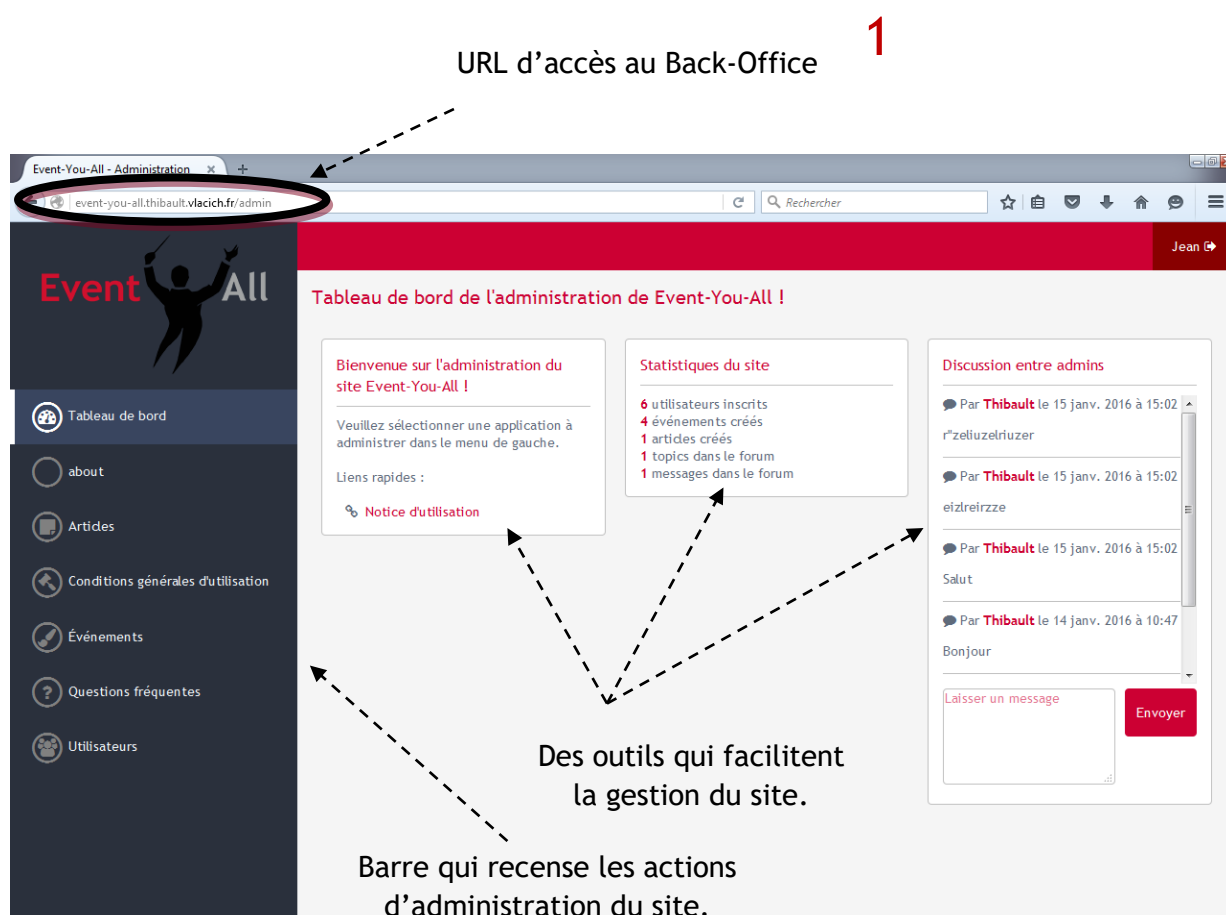 1
URL d’accès au Back-Office
Event-You-All - Administration
event-you-all.thibault.vlacich.fr/admin
Rechercher
Jean
Event All
Tableau de bord
about
Articles
Conditions générales d'utilisation
Événements
Questions fréquentes
Utilisateurs
Tableau de bord de l'administration de Event-You-All !
Bienvenue sur l'administration du
site Event-You-All !
Veuillez sélectionner une application à
administrer dans le menu de gauche.
Liens rapides :
Notice d'utilisation
Statistiques du site
6 utilisateurs inscrits
4 événements créés
1 articles créés
1 topics dans le forum
1 messages dans le forum
Discussion entre admins
Par Thibault le 15 janv. 2016 à 15:02
r"zeliuzelriuzer
Par Thibault le 15 janv. 2016 à 15:02
eizlreirzze
Par Thibault le 15 janv. 2016 à 15:02
Salut
Par Thibault le 14 janv. 2016 à 10:47
Bonjour
Laisser un message
Envoyer
Des outils qui facilitent
la gestion du site.
Barre qui recense les actions
d’administration du site.